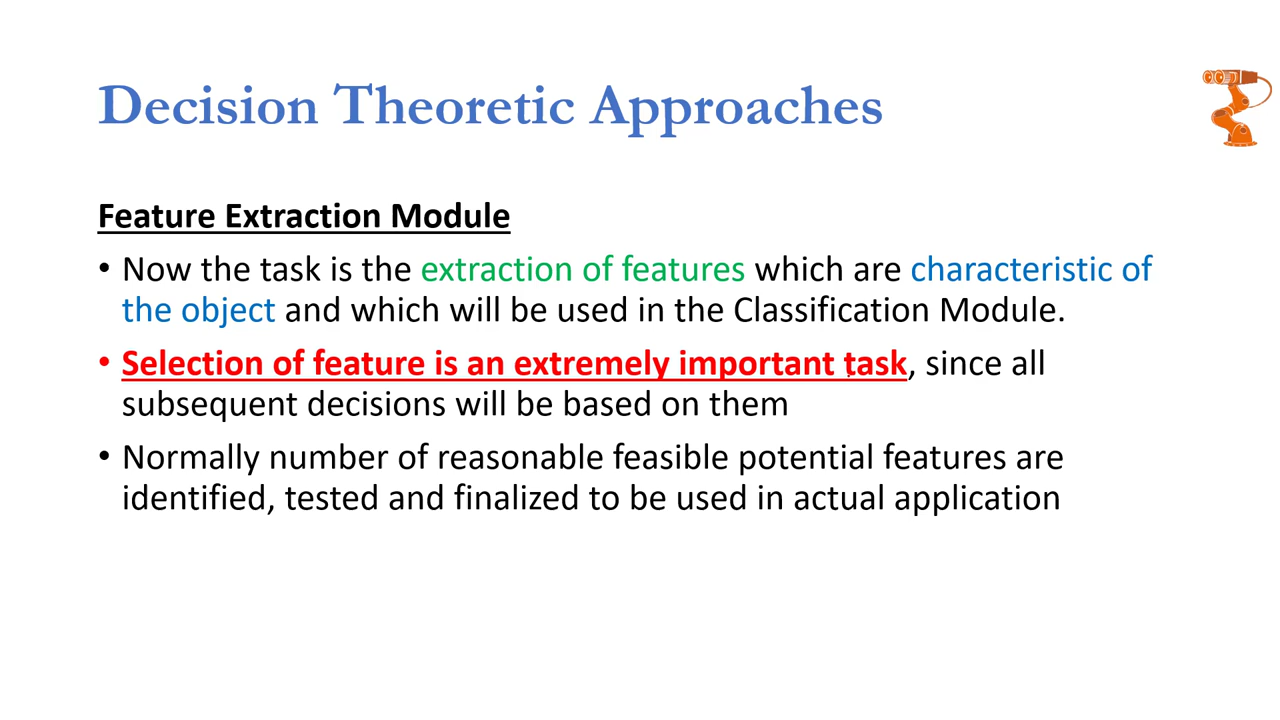 Decision Theoretic Approaches
Feature Extraction Module
• Now the task is the extraction of features which are characteristic of
the object and which will be used in the Classification Module.
• Selection of feature is an extremely important task, since all
subsequent decisions will be based on them
• Normally number of reasonable feasible potential features are
identified, tested and finalized to be used in actual application